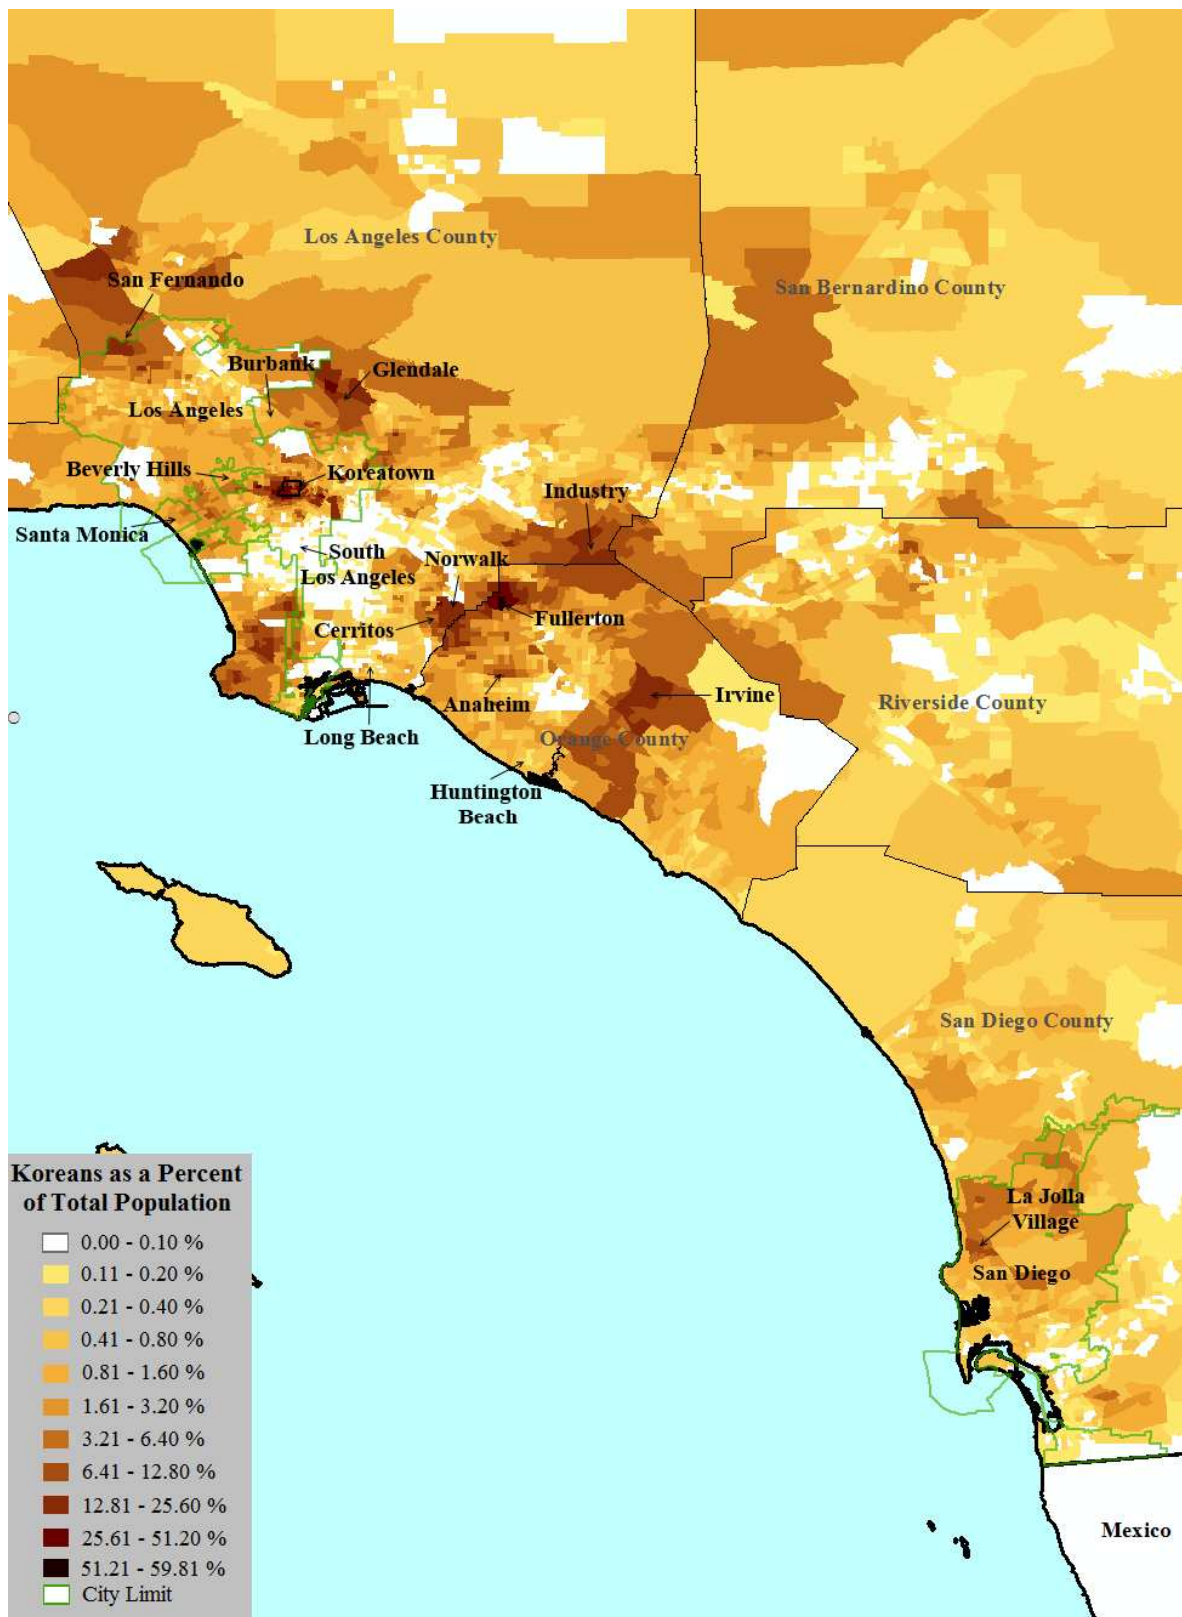 Los Angeles County
San Fernando
San Bernardino County
Burbank
Glendale
Los Angeles
Beverly Hills
Koreatown
Industry
Santa Monica
South
Los Angeles
Norwalk
Cerritos
Fullerton
Anaheim
Irvine
Riverside County
Long Beach
Orange County
Huntington
Beach
San Diego County
La Jolla
Village
San Diego
Mexico
Koreans as a Percent
of Total Population
0.00 - 0.10 %
0.11 - 0.20 %
0.21 - 0.40 %
0.41 - 0.80 %
0.81 - 1.60 %
1.61 - 3.20 %
3.21 - 6.40 %
6.41 - 12.80 %
12.81 - 25.60 %
25.61 - 51.20 %
51.21 - 59.81 %
City Limit